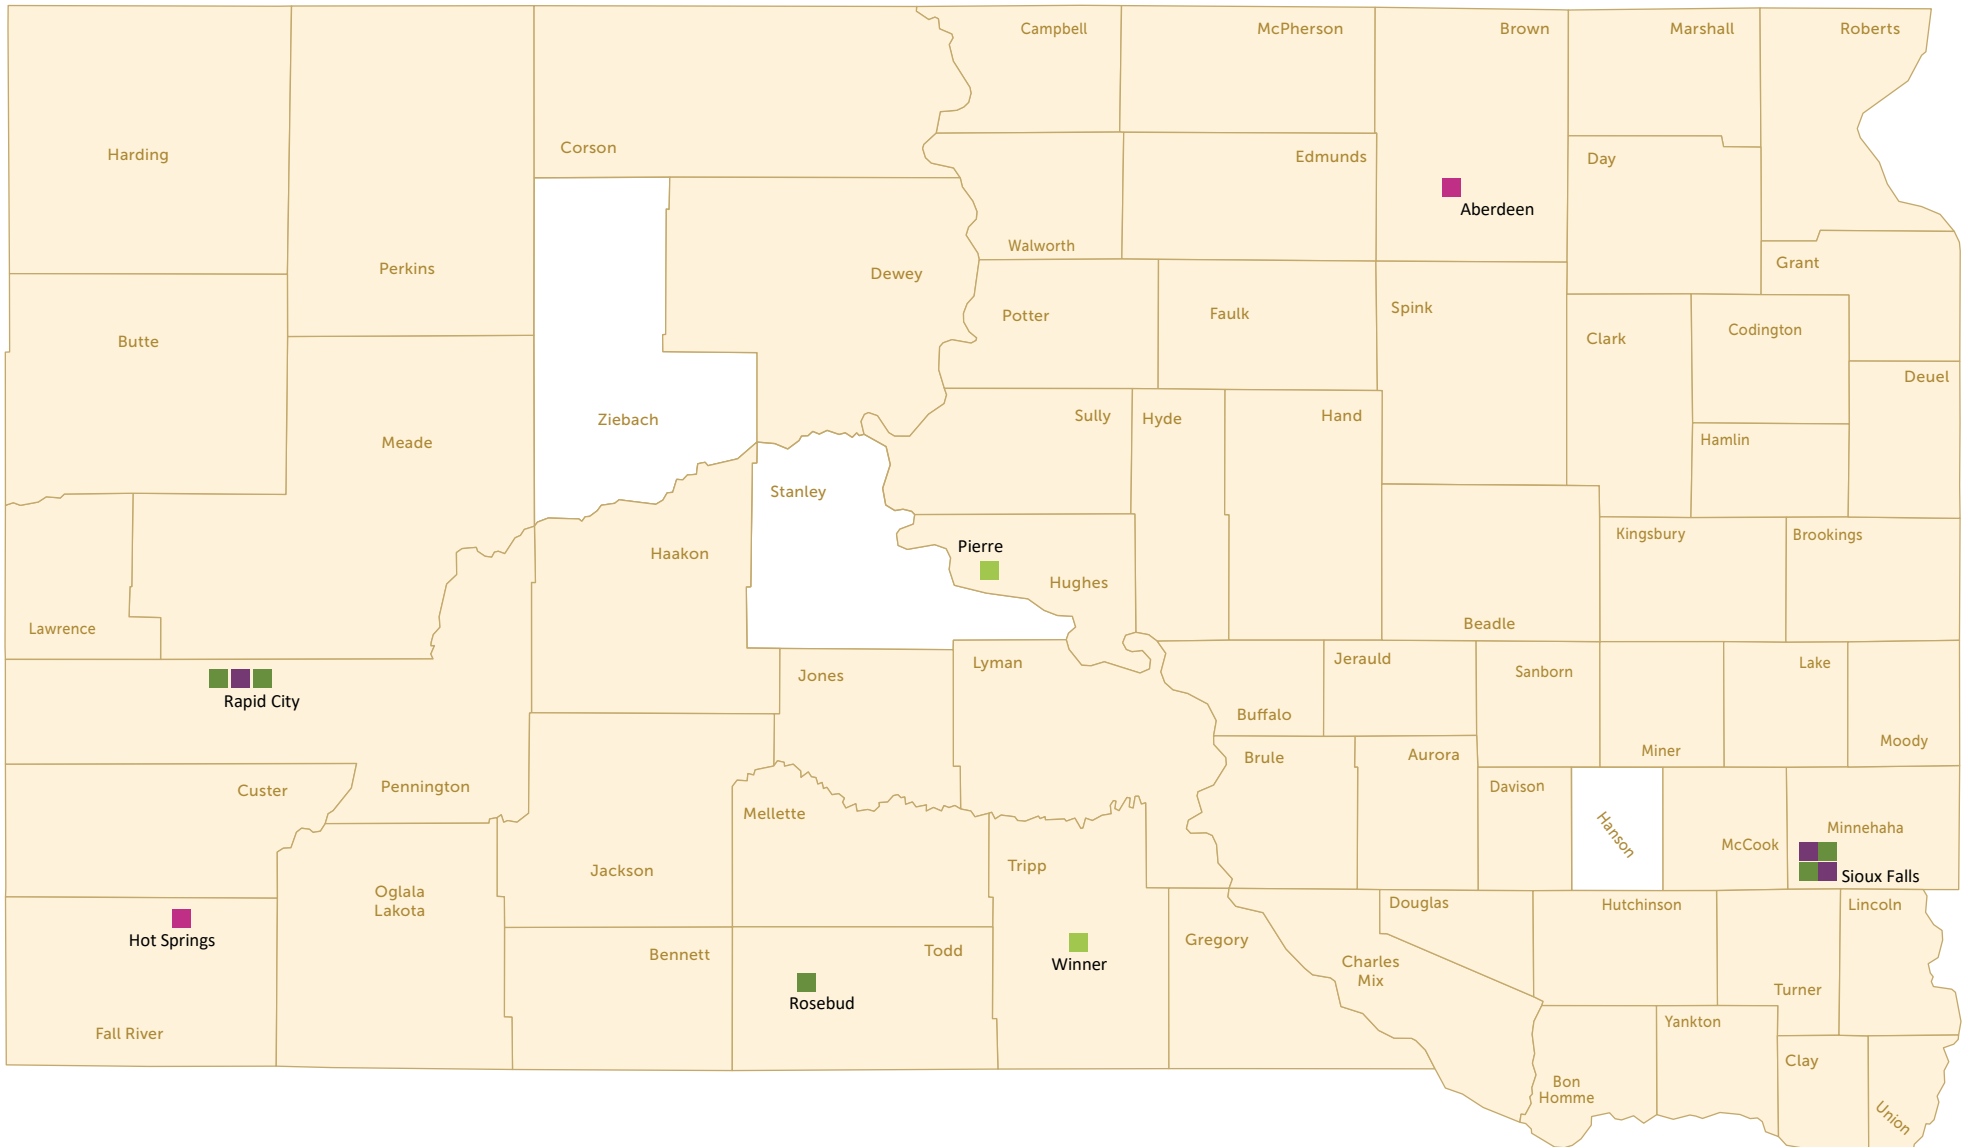 Campbell
McPherson
Brown
Marshall
Roberts
Harding
Corson
Edmunds
Day
Aberdeen
Walworth
Perkins
Dewey
Grant
Butte
Potter
Faulk
Spink
Clark
Codington
Deuel
Ziebach
Sully
Hyde
Hand
Meade
Hamlin
Stanley
Haakon
Pierre
Hughes
Kingsbury
Brookings
Lawrence
Beadle
Rapid City
Jones
Lyman
Jerauld
Sanborn
Lake
Buffalo
Miner
Moody
Custer
Pennington
Brule
Aurora
Davison
Mellette
Hanson
McCook
Minnehaha
Sioux Falls
Jackson
Tripp
Oglala
Lakota
Douglas
Hutchinson
Lincoln
Hot Springs
Bennett
Todd
Winner
Gregory
Charles
Mix
Turner
Rosebud
Fall River
Yankton
Clay
Bon
Homme
Union